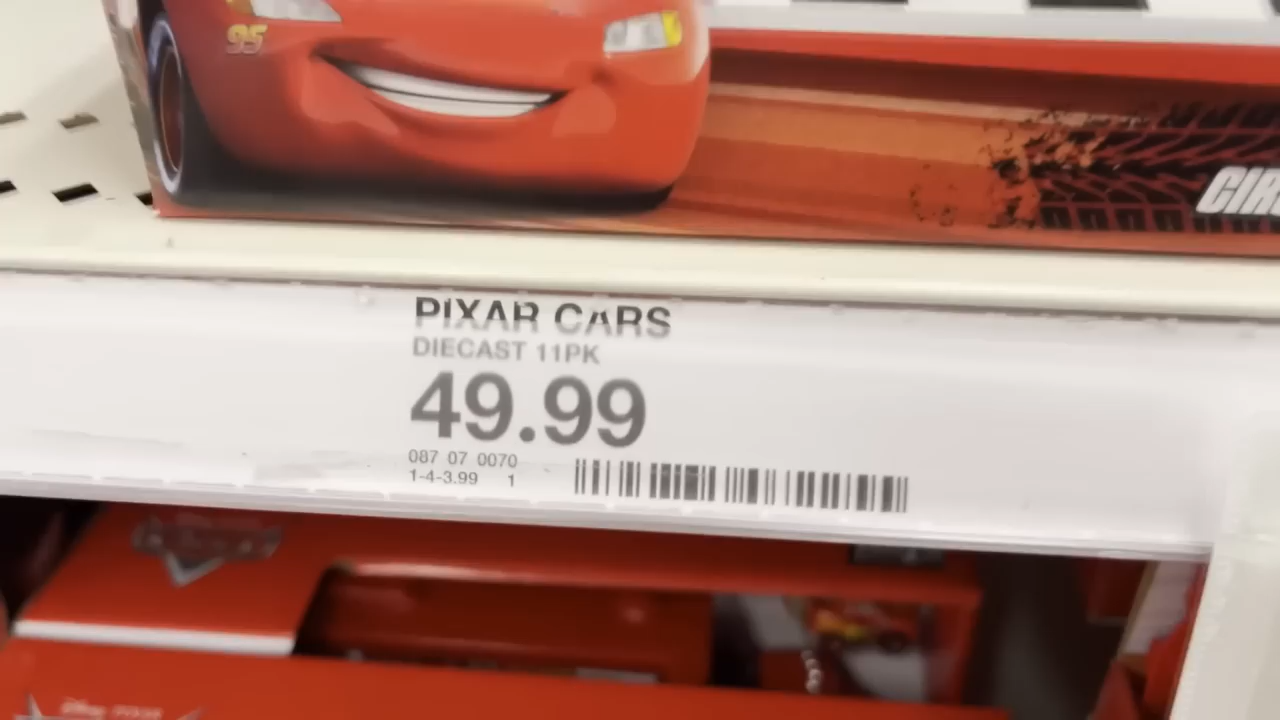 95
PIXAR CARS
DIECAST 11PK
49.99
087 07 0070
1-4-3.99 1